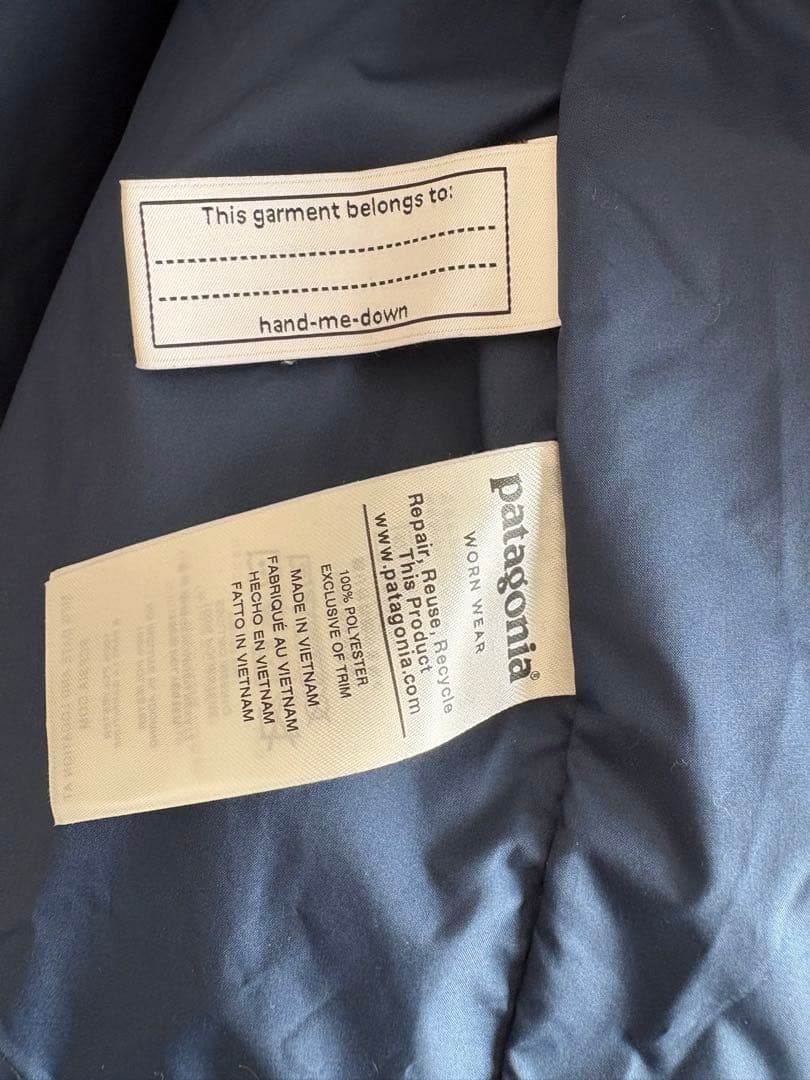 This garment belongs to:
hand-me-down
patagonia®
WORN WEAR
Repair, Reuse, Recycle
This Product
www.patagonia.com
100% POLYESTER
EXCLUSIVE OF TRIM
MADE IN VIETNAM
FABRIQUÉ AU VIETNAM
HECHO EN VIETNAM
FATTO IN VIETNAM